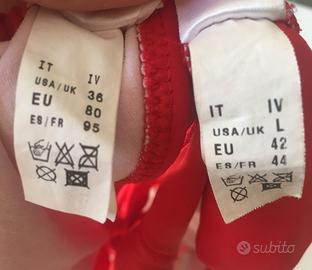 IT IV
USA/UK 36
EU 80
ES/FR 95
IT IV
USA/UK L
EU 42
ES/FR 44
subito